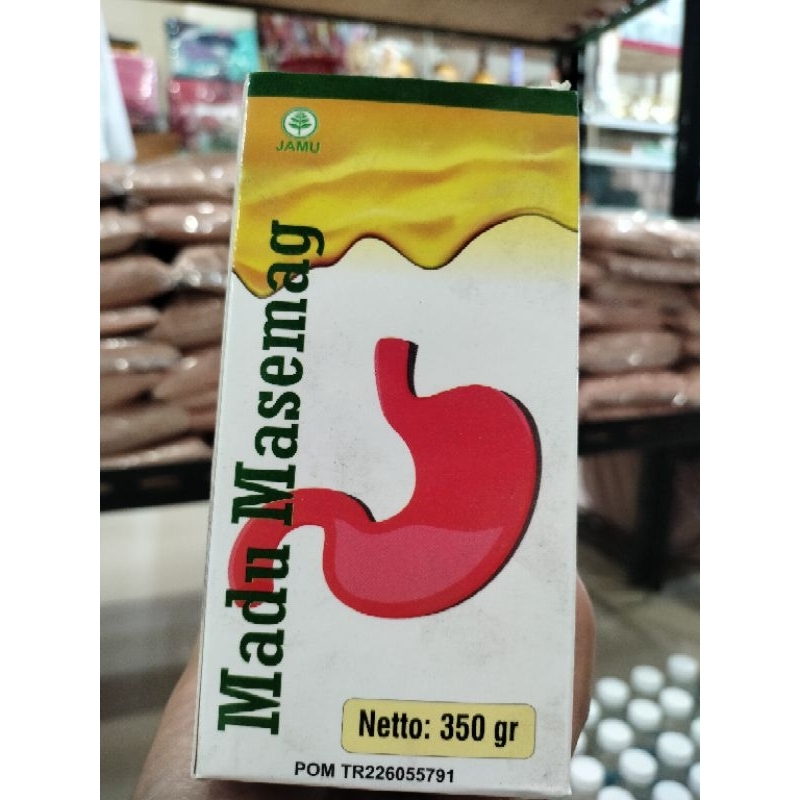 JAMU
Madu Masemag
Netto: 350 gr
POM TR226055791